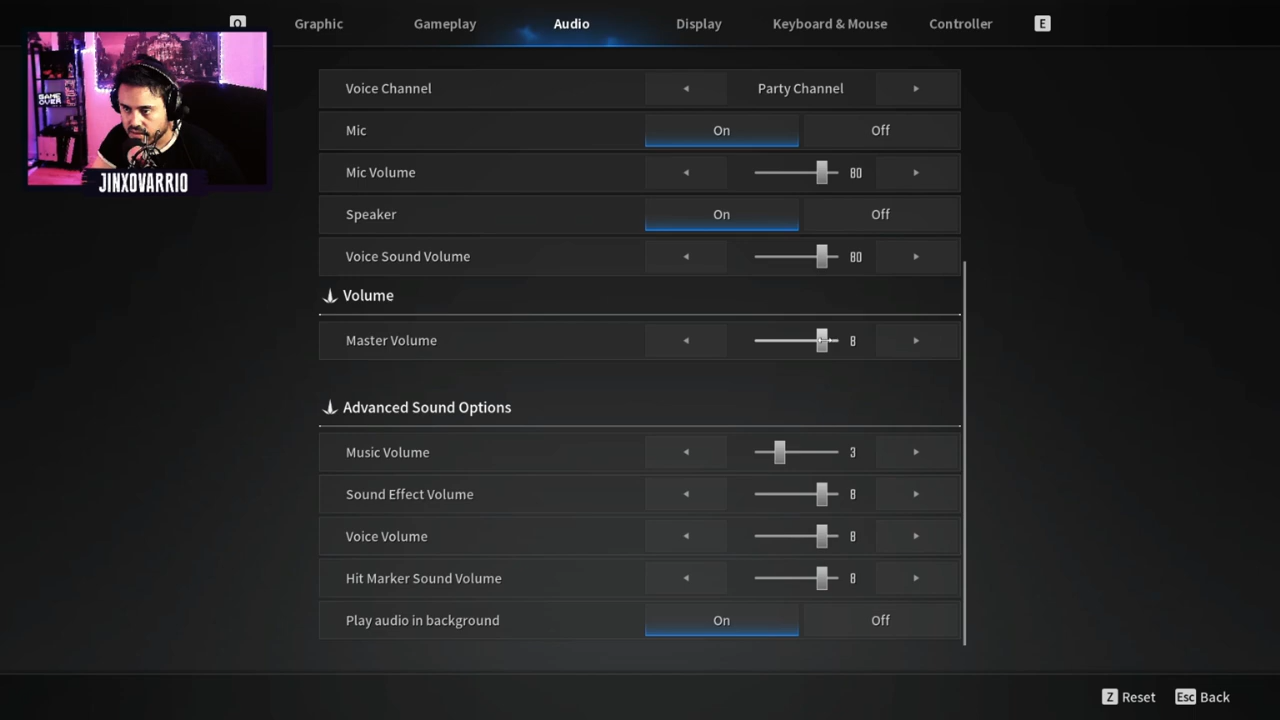 Q Graphic Gameplay Audio Display Keyboard & Mouse Controller E
GAME OVER
JINXOVARRIO
Voice Channel Party Channel
Mic On Off
Mic Volume 80
Speaker On Off
Voice Sound Volume 80
Volume
Master Volume 8
Advanced Sound Options
Music Volume 3
Sound Effect Volume 8
Voice Volume 8
Hit Marker Sound Volume 8
Play audio in background On Off
Z Reset Esc Back